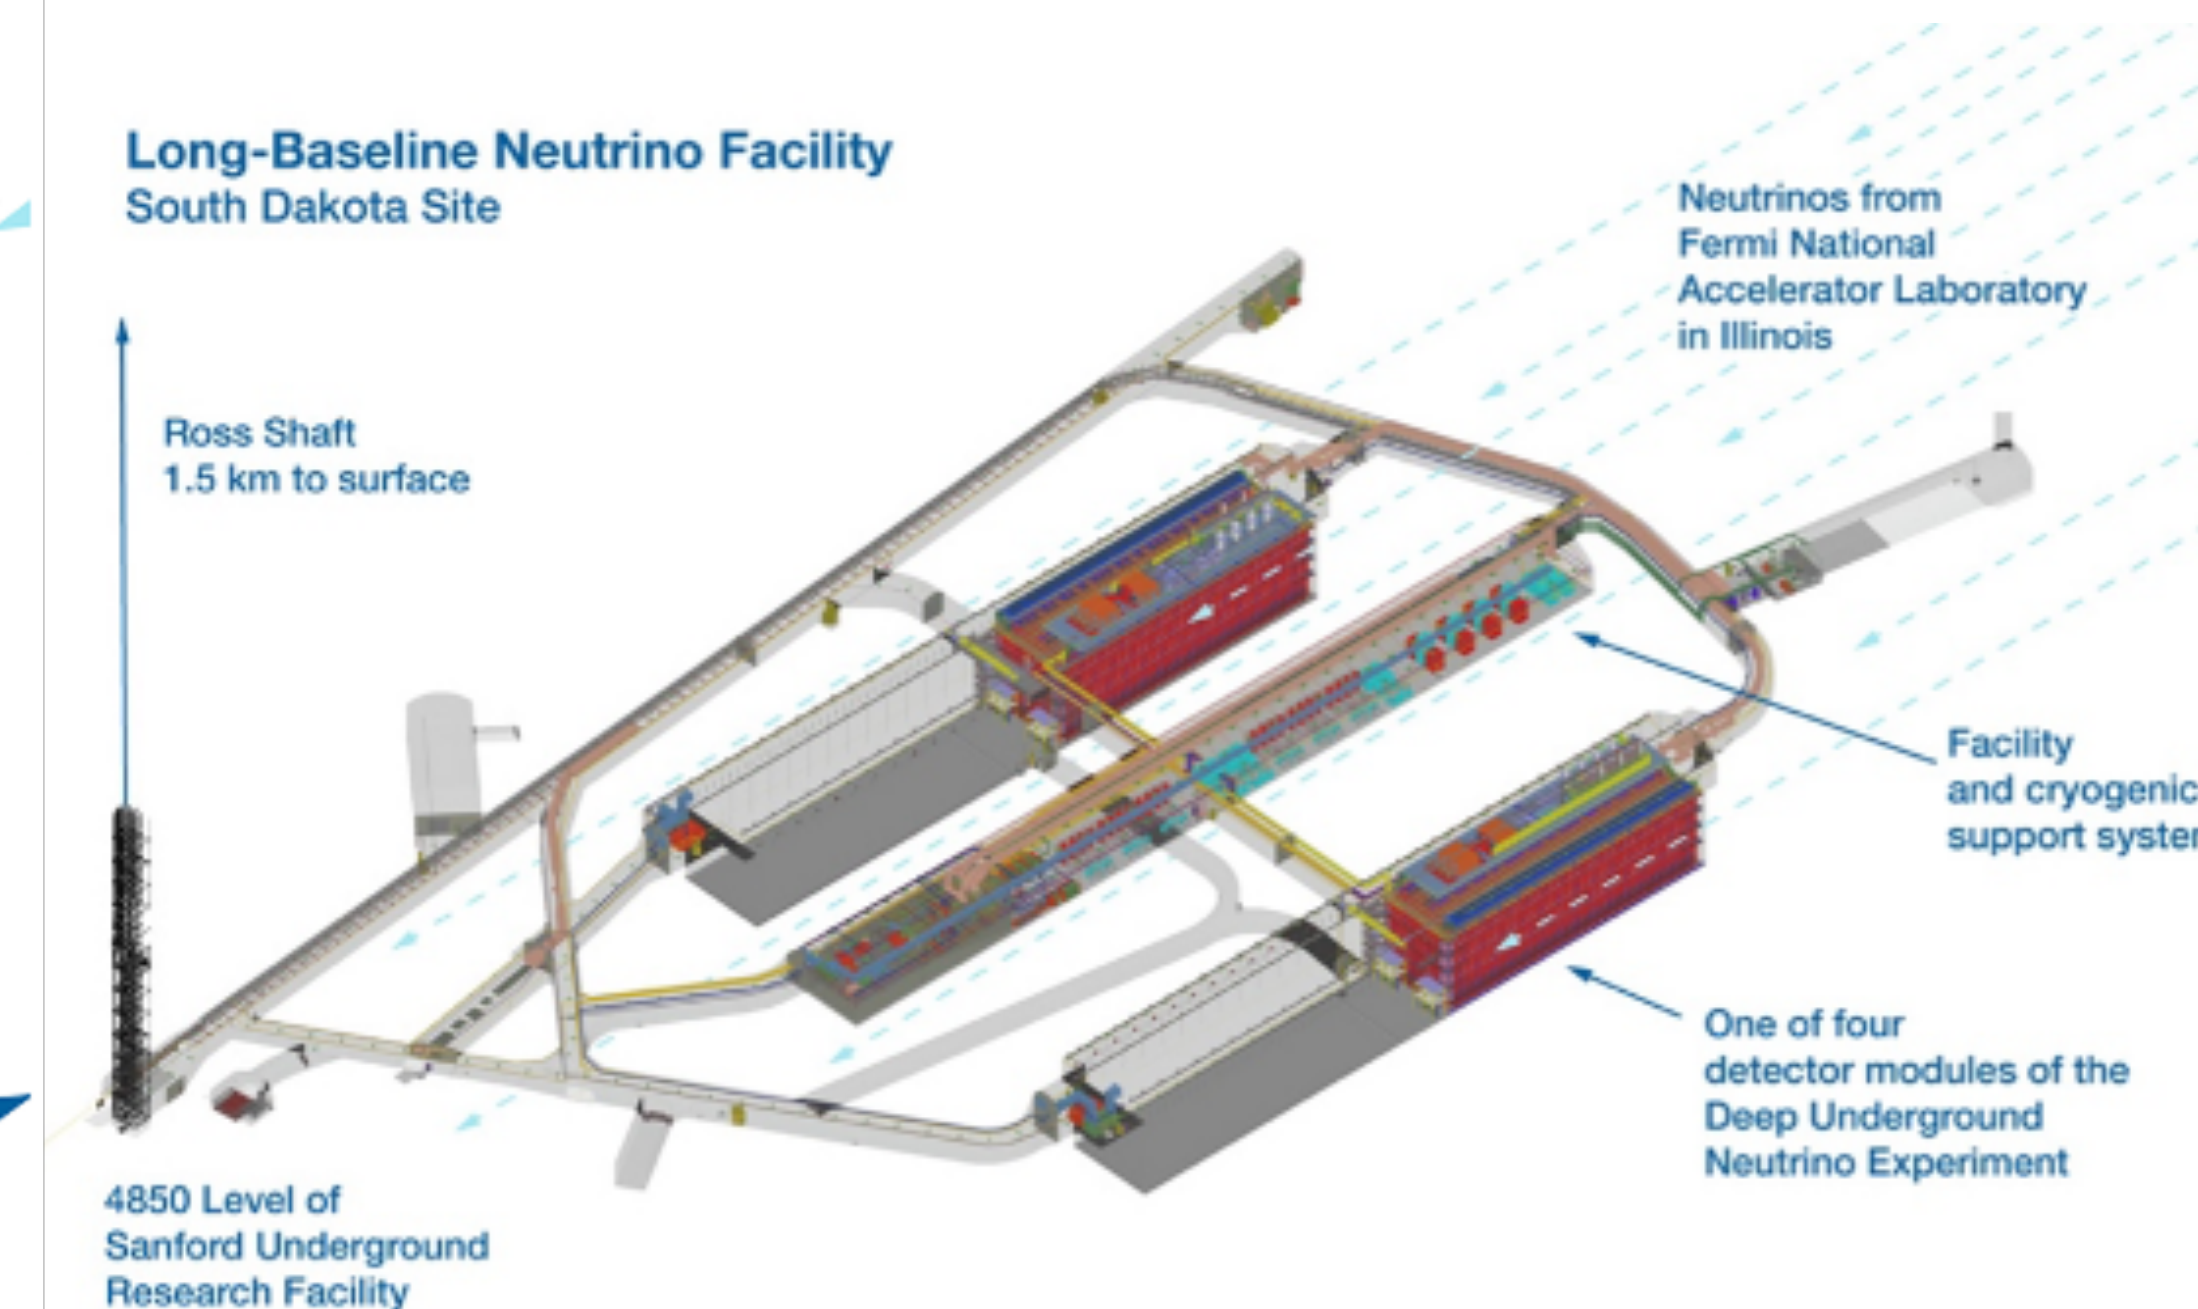 Long-Baseline Neutrino Facility
South Dakota Site
Neutrinos from
Fermi National
Accelerator Laboratory
in Illinois
Ross Shaft
1.5 km to surface
Facility
and cryogenic
support
One of four
detector modules of the
Deep Underground
Neutrino Experiment
4850 Level of
Sanford Underground
Research Facility